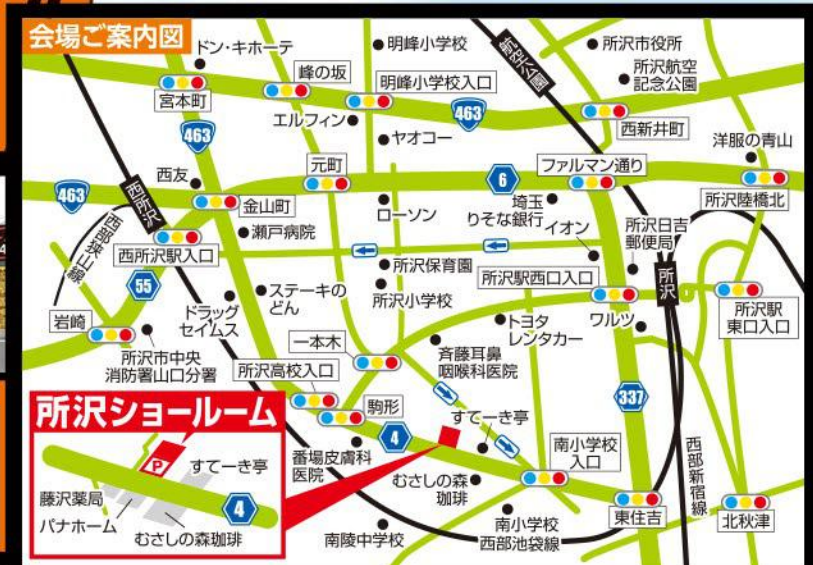 会場ご案内図
ドン・キホーテ
明峰小学校
航空公園
所沢市役所
所沢航空
記念公園
宮本町
峰の坂
明峰小学校入口
エルフィン
463
463
ヤオコー
西新井町
洋服の青山
西友
元町
6
ファルマン通り
463
西所沢
金山町
ローソン
埼玉
りそな銀行
所沢陸橋北
西所沢駅入口
瀬戸病院
イオン
所沢日吉
郵便局
西部狭山線
55
所沢保育園
所沢駅西口入口
所沢
岩崎
ドラッグ
セイムス
ステーキの
どん
所沢小学校
トヨタ
レンタカー
ワルツ
所沢駅
東口入口
所沢市中央
消防署山口分署
一本木
斉藤耳鼻
咽喉科医院
所沢高校入口
337
駒形
4
すてーき亭
番場皮膚科
医院
むさしの森
珈琲
南小学校
入口
西部新宿線
南陵中学校
南小学校
西部池袋線
東住吉
北秋津
所沢ショールーム
P
すてーき亭
藤沢薬局
パナホーム
4
むさしの森珈琲